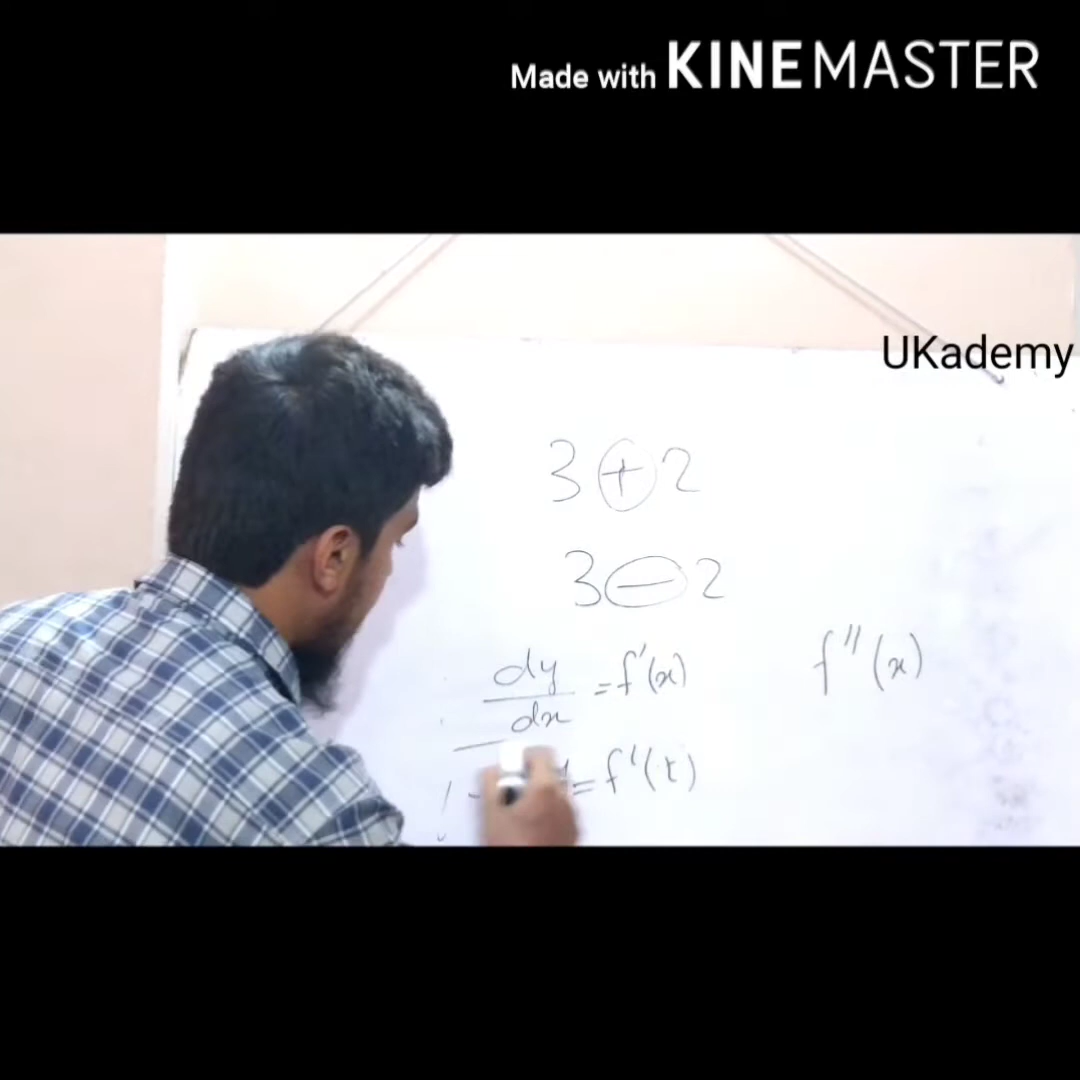 Made with KINEMASTER
UKademy
3 + 2
3 − 2
dy/dx = f'(x)
f''(x)
= f'(t)